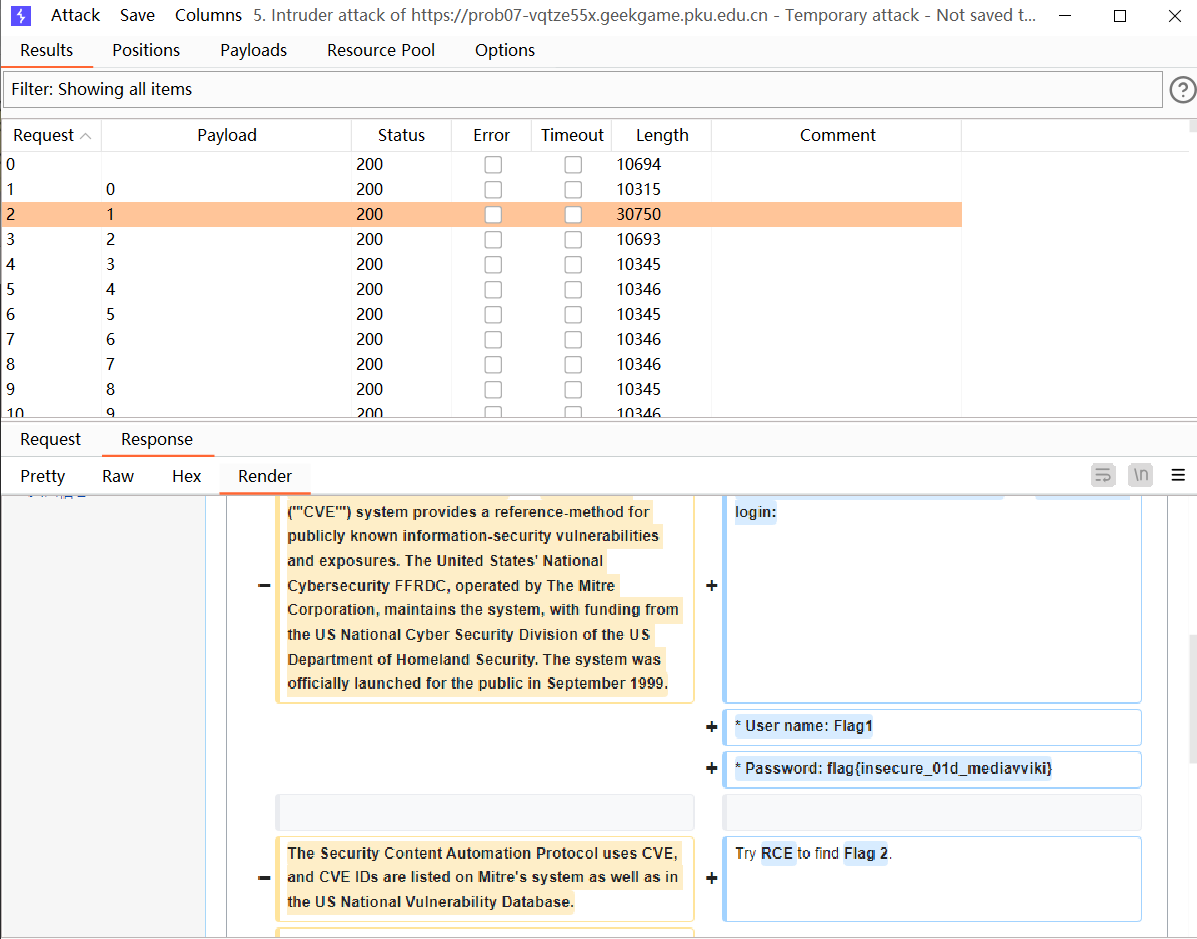 Attack Save Columns 5. Intruder attack of https://prob07-vqtze55x.geekgame.pku.edu.cn - Temporary attack - Not saved t...
Results Positions Payloads Resource Pool Options
Filter: Showing all items
?
Request Payload Status Error Timeout Length Comment
0 200 10694
1 0 200 10315
2 1 200 30750
3 2 200 10693
4 3 200 10345
5 4 200 10346
6 5 200 10345
7 6 200 10346
8 7 200 10346
9 8 200 10345
10 9 200 10346
Request Response
Pretty Raw Hex Render
\n
('''CVE''') system provides a reference-method for
publicly known information-security vulnerabilities
and exposures. The United States' National
− Cybersecurity FFRDC, operated by The Mitre
Corporation, maintains the system, with funding from
the US National Cyber Security Division of the US
Department of Homeland Security. The system was
officially launched for the public in September 1999.
login:
+
+ * User name: Flag1
+ * Password: flag{insecure_01d_mediavviki}
The Security Content Automation Protocol uses CVE,
− and CVE IDs are listed on Mitre's system as well as in
the US National Vulnerability Database.
+ Try RCE to find Flag 2.